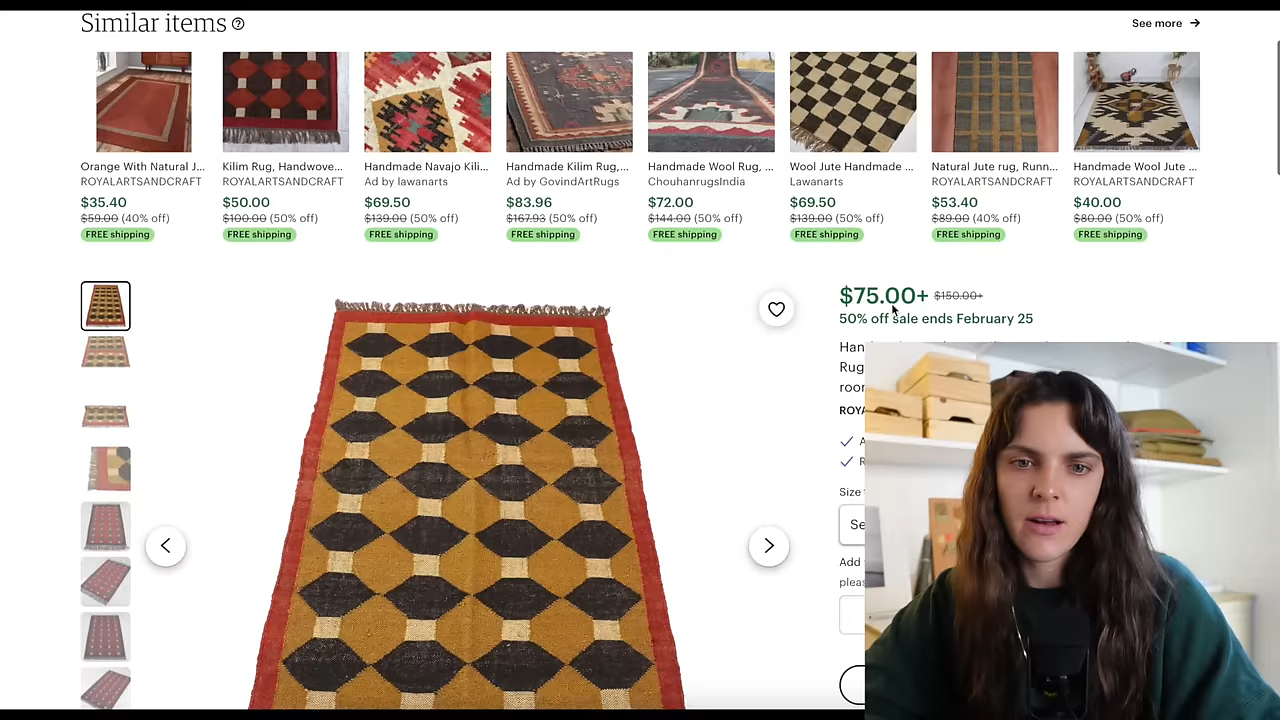 Similar items ?
See more →
Orange With Natural J...
ROYALARTSANDCRAFT
$35.40
$59.00 (40% off)
FREE shipping
Kilim Rug, Handwove...
ROYALARTSANDCRAFT
$50.00
$100.00 (50% off)
FREE shipping
Handmade Navajo Kili...
Ad by lawanarts
$69.50
$139.00 (50% off)
FREE shipping
Handmade Kilim Rug,...
Ad by GovindArtRugs
$83.96
$167.93 (50% off)
FREE shipping
Handmade Wool Rug, ...
ChouhanrugsIndia
$72.00
$144.00 (50% off)
FREE shipping
Wool Jute Handmade ...
Lawanarts
$69.50
$139.00 (50% off)
FREE shipping
Natural Jute rug, Runn...
ROYALARTSANDCRAFT
$53.40
$89.00 (40% off)
FREE shipping
Handmade Wool Jute ...
ROYALARTSANDCRAFT
$40.00
$80.00 (50% off)
FREE shipping
$75.00+ $150.00+
50% off sale ends February 25
Han
Rug
roor
ROYA
A
R
Size
Se
Add
pleas